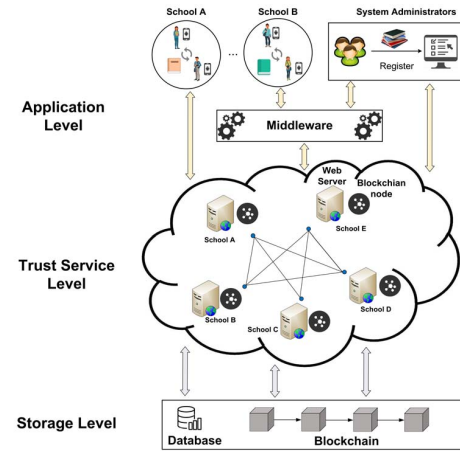 School A
School B
System Administrators
...
Register
Application
Level
Middleware
Web
Server
Blockchian
node
School A
School E
Trust Service
Level
School B
School C
School D
Storage Level
Database
Blockchain